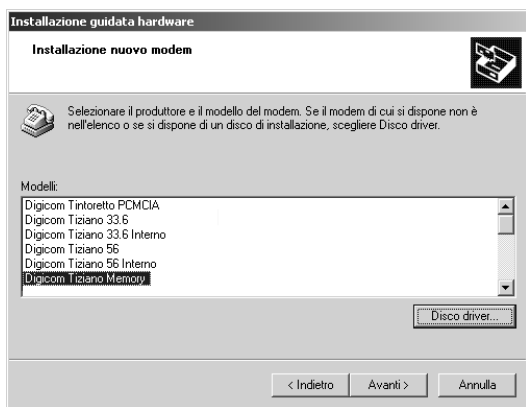 Installazione guidata hardware
Installazione nuovo modem
Selezionare il produttore e il modello del modem. Se il modem di cui si dispone non è
nell'elenco o se si dispone di un disco di installazione, scegliere Disco driver.
Modelli:
Digicom Tintoretto PCMCIA
Digicom Tiziano 33.6
Digicom Tiziano 33.6 Interno
Digicom Tiziano 56
Digicom Tiziano 56 Interno
Digicom Tiziano Memory
Disco driver...
< Indietro
Avanti >
Annulla